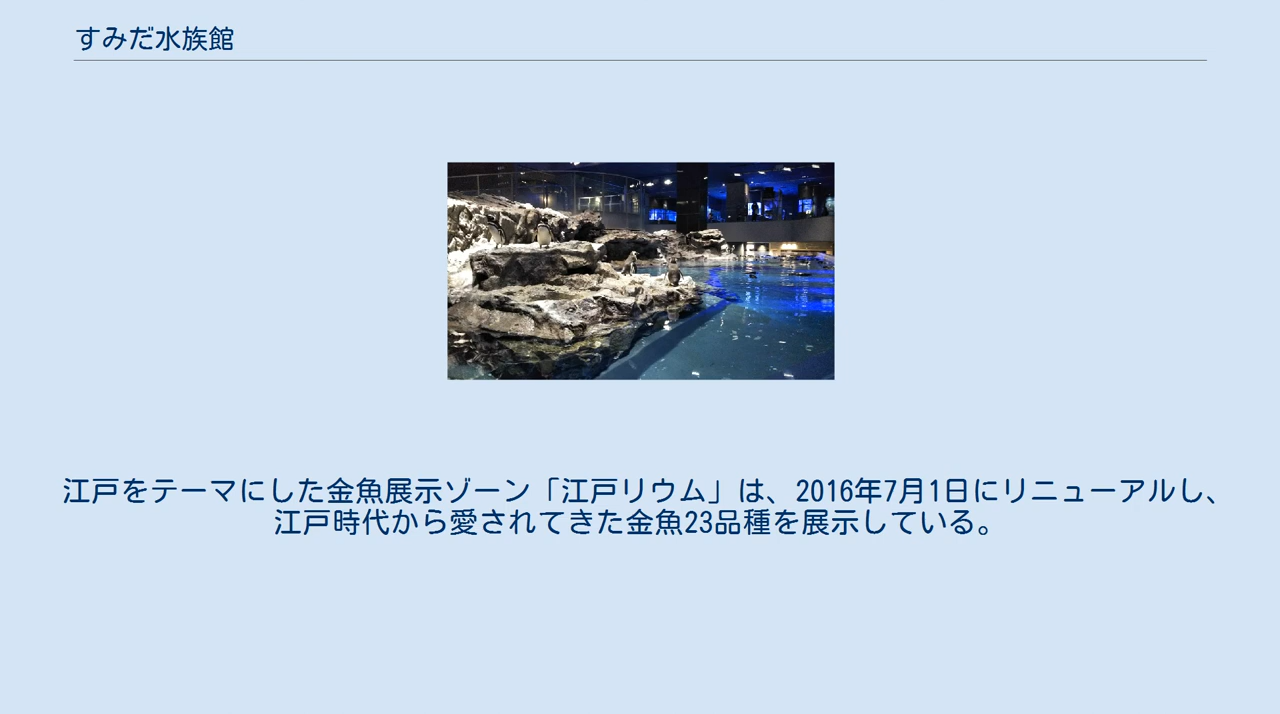 すみだ水族館
江戸をテーマにした金魚展示ゾーン「江戸リウム」は、2016年7月1日にリニューアルし、
江戸時代から愛されてきた金魚23品種を展示している。